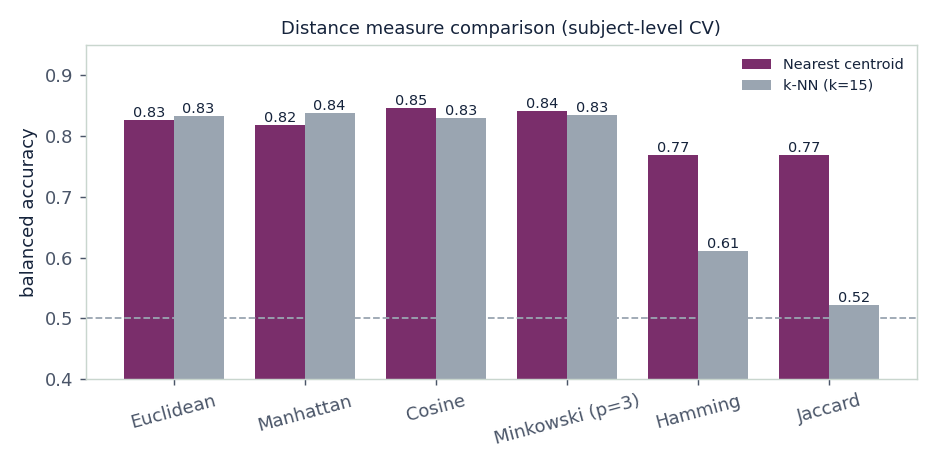 Distance measure comparison (subject-level CV)
Nearest centroid
k-NN (k=15)
balanced accuracy
0.9
0.8
0.7
0.6
0.5
0.4
0.83
0.83
0.82
0.84
0.85
0.83
0.84
0.83
0.77
0.61
0.77
0.52
Euclidean
Manhattan
Cosine
Minkowski (p=3)
Hamming
Jaccard